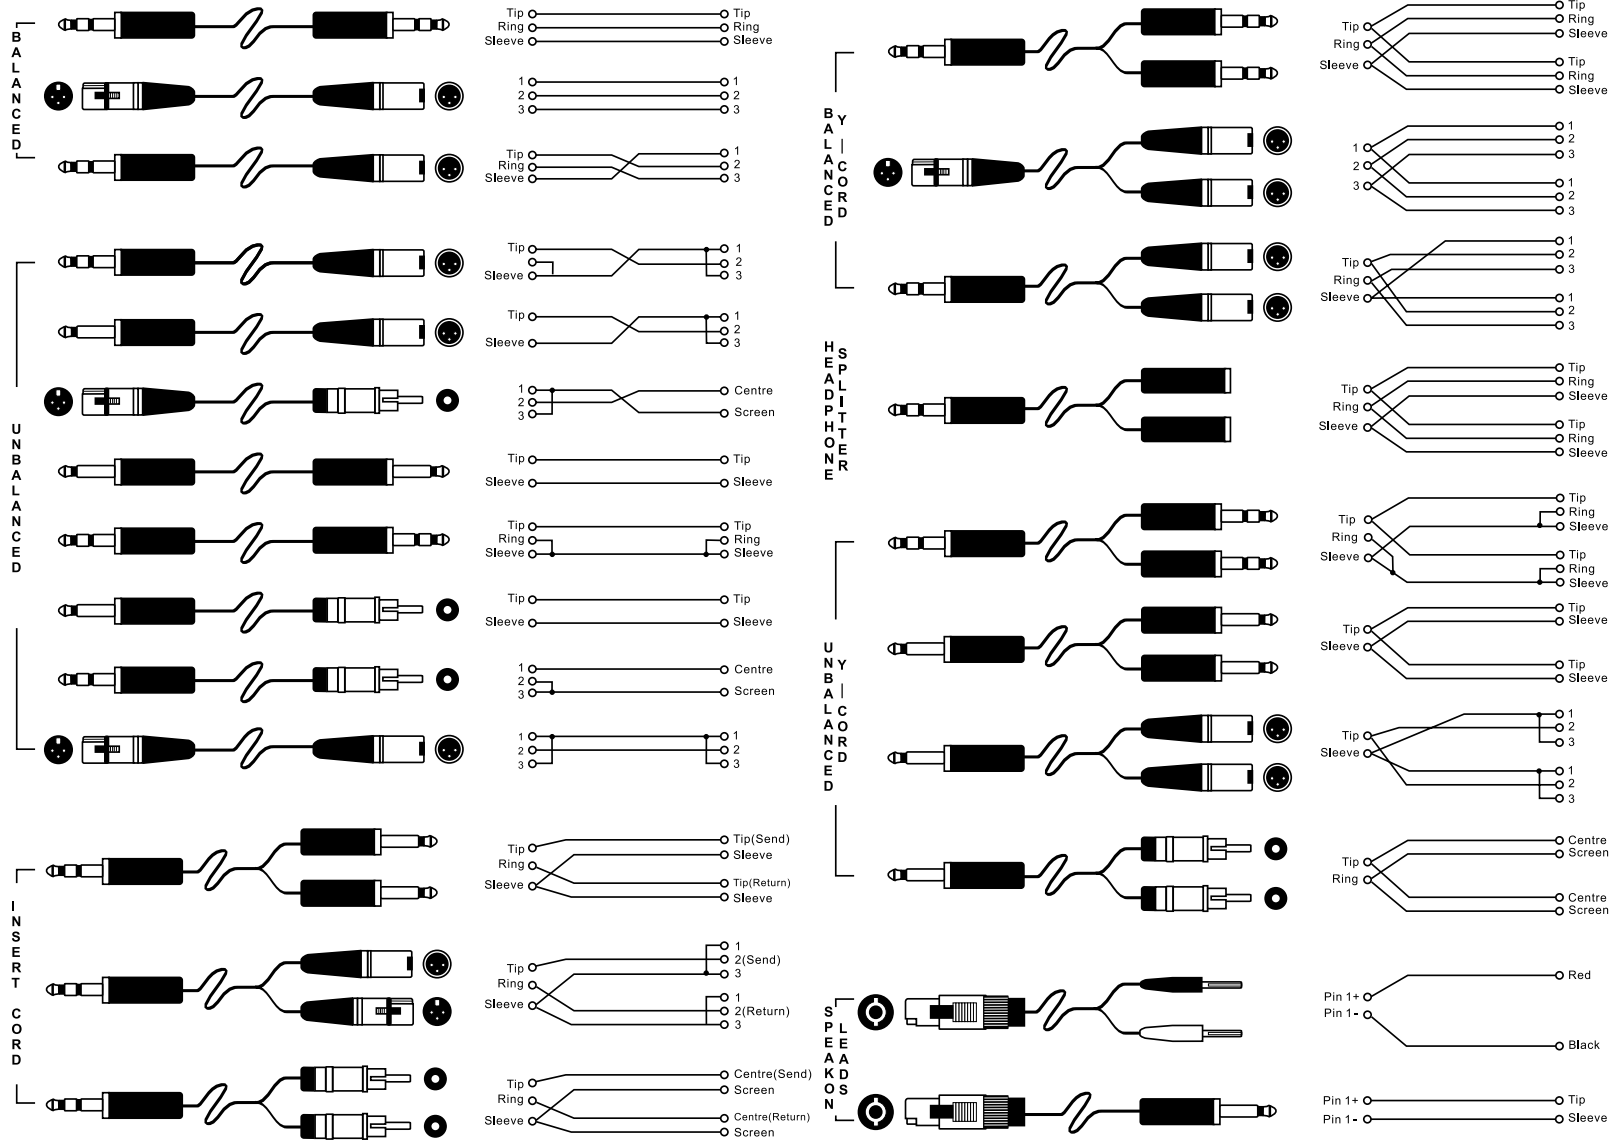 BALANCED
Tip Tip
Ring Ring
Sleeve Sleeve
1 1
2 2
3 3
Tip 1
Ring 2
Sleeve 3
UNBALANCED
Tip 1
2
Sleeve 3
Tip 1
2
Sleeve 3
1 Centre
2
3 Screen
Tip Tip
Sleeve Sleeve
Tip Tip
Ring Ring
Sleeve Sleeve
Tip Tip
Sleeve Sleeve
1 Centre
2
3 Screen
1 1
2 2
3 3
INSERT CORD
Tip Tip(Send)
Sleeve
Ring
Tip(Return)
Sleeve Sleeve
1
Tip 2(Send)
3
Ring
1
Sleeve 2(Return)
3
Tip Centre(Send)
Screen
Ring
Centre(Return)
Sleeve Screen
BALANCED
Y-CORD
Tip
Tip Ring
Sleeve
Ring
Tip
Sleeve Ring
Sleeve
1
2
1 3
2
1
3 2
3
1
Tip 2
3
Ring
Sleeve 1
2
3
HEADPHONE
SPLITTER
Tip
Tip Ring
Sleeve
Ring
Tip
Sleeve Ring
Sleeve
UNBALANCED
Y-CORD
Tip
Tip Ring
Sleeve
Ring
Sleeve Tip
Ring
Sleeve
Tip
Tip Sleeve
Sleeve
Tip
Sleeve
1
Tip 2
3
Sleeve
1
2
3
Centre
Tip Screen
Ring
Centre
Screen
SPEAKON
LEADS
Red
Pin 1+
Pin 1-
Black
Pin 1+ Tip
Pin 1- Sleeve